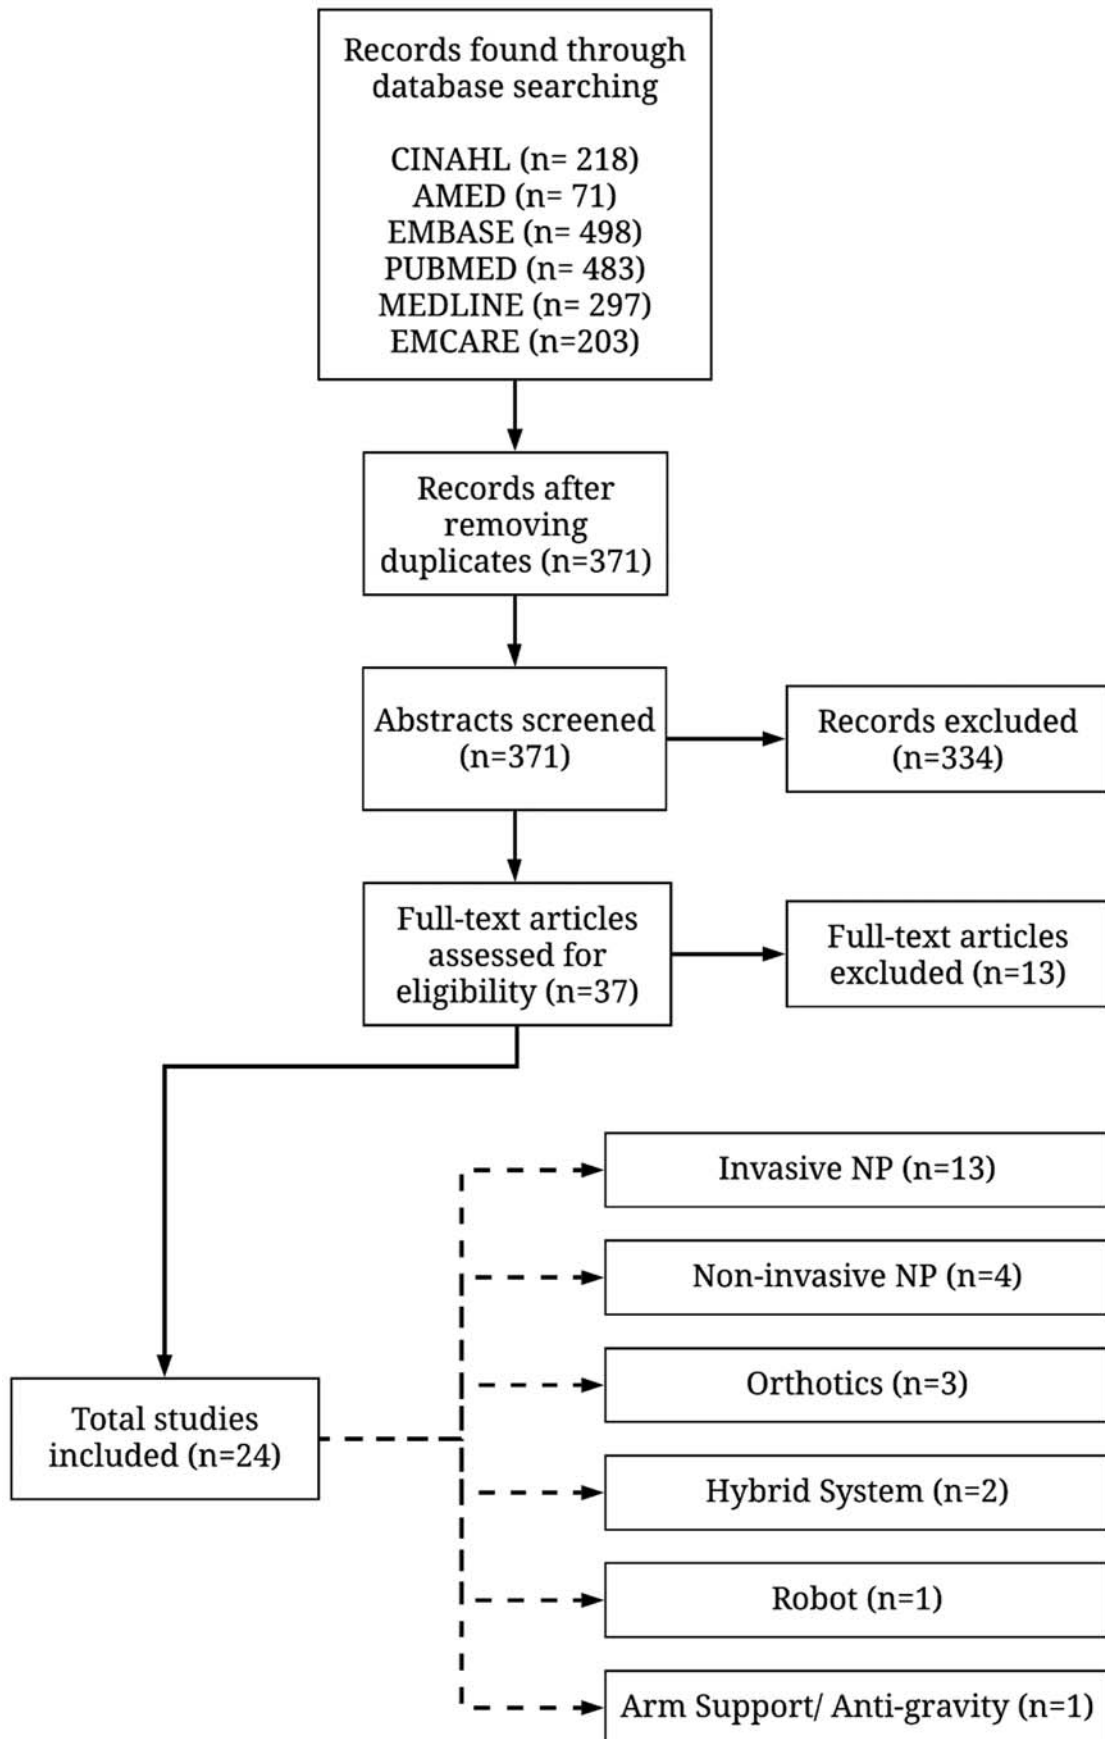 Records found through
database searching
CINAHL (n= 218)
AMED (n= 71)
EMBASE (n= 498)
PUBMED (n= 483)
MEDLINE (n= 297)
EMCARE (n=203)
Records after
removing
duplicates (n=371)
Abstracts screened
(n=371)
Records excluded
(n=334)
Full-text articles
assessed for
eligibility (n=37)
Full-text articles
excluded (n=13)
Total studies
included (n=24)
Invasive NP (n=13)
Non-invasive NP (n=4)
Orthotics (n=3)
Hybrid System (n=2)
Robot (n=1)
Arm Support/ Anti-gravity (n=1)